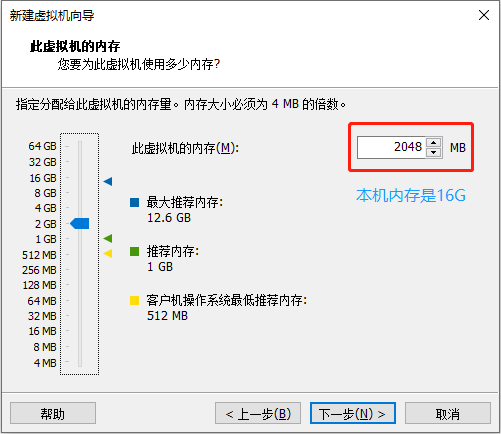 新建虚拟机向导
此虚拟机的内存
您要为此虚拟机使用多少内存?
指定分配给此虚拟机的内存量。内存大小必须为 4 MB 的倍数。
64 GB
32 GB
16 GB
8 GB
4 GB
2 GB
1 GB
512 MB
256 MB
128 MB
64 MB
32 MB
16 MB
8 MB
4 MB
此虚拟机的内存(M):
2048 MB
本机内存是16G
最大推荐内存:
12.6 GB
推荐内存:
1 GB
客户机操作系统最低推荐内存:
512 MB
帮助
< 上一步(B)
下一步(N) >
取消